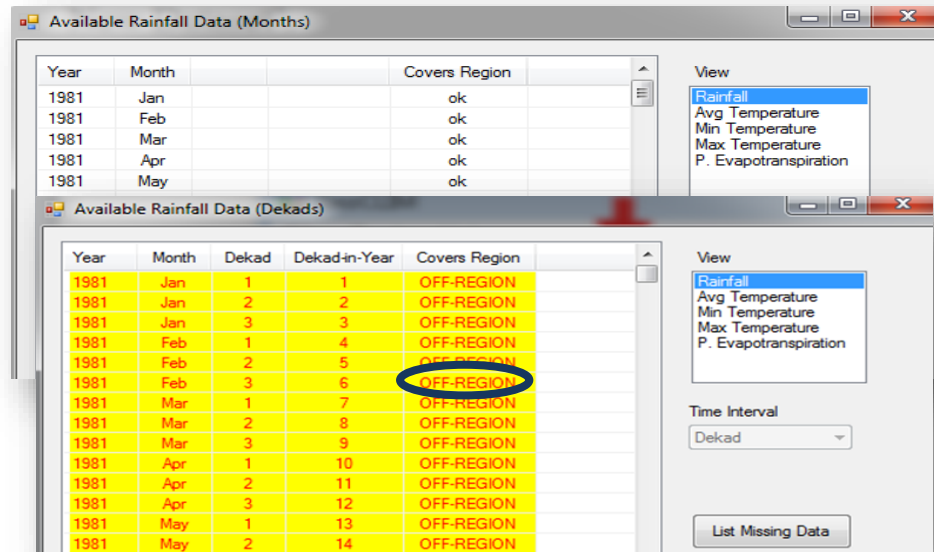 Available Rainfall Data (Months)
Year Month Covers Region
1981 Jan ok
1981 Feb ok
1981 Mar ok
1981 Apr ok
1981 May ok
View
Rainfall
Avg Temperature
Min Temperature
Max Temperature
P. Evapotranspiration
Available Rainfall Data (Dekads)
Year Month Dekad Dekad-in-Year Covers Region
1981 Jan 1 1 OFF-REGION
1981 Jan 2 2 OFF-REGION
1981 Jan 3 3 OFF-REGION
1981 Feb 1 4 OFF-REGION
1981 Feb 2 5 OFF-REGION
1981 Feb 3 6 OFF-REGION
1981 Mar 1 7 OFF-REGION
1981 Mar 2 8 OFF-REGION
1981 Mar 3 9 OFF-REGION
1981 Apr 1 10 OFF-REGION
1981 Apr 2 11 OFF-REGION
1981 Apr 3 12 OFF-REGION
1981 May 1 13 OFF-REGION
1981 May 2 14 OFF-REGION
View
Rainfall
Avg Temperature
Min Temperature
Max Temperature
P. Evapotranspiration
Time Interval
Dekad
List Missing Data